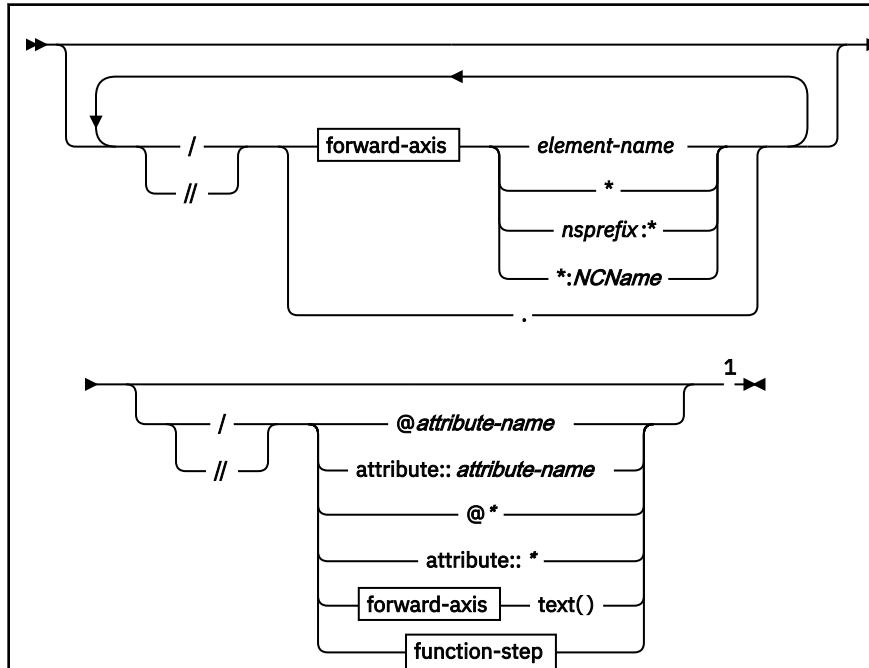 / forward-axis element-name
// *
nsprefix:*
*:NCName
.
1
/ @attribute-name
// attribute:: attribute-name
@*
attribute:: *
forward-axis text()
function-step